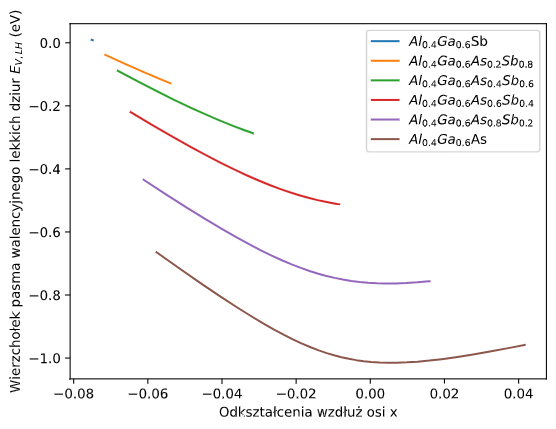 0.0
−0.2
−0.4
−0.6
−0.8
−1.0
Wierzchołek pasma walencyjnego lekkich dziur E_{V,LH} (eV)
Al₀.₄Ga₀.₆Sb
Al₀.₄Ga₀.₆As₀.₂Sb₀.₈
Al₀.₄Ga₀.₆As₀.₄Sb₀.₆
Al₀.₄Ga₀.₆As₀.₆Sb₀.₄
Al₀.₄Ga₀.₆As₀.₈Sb₀.₂
Al₀.₄Ga₀.₆As
−0.08 −0.06 −0.04 −0.02 0.00 0.02 0.04
Odkształcenia wzdłuż osi x